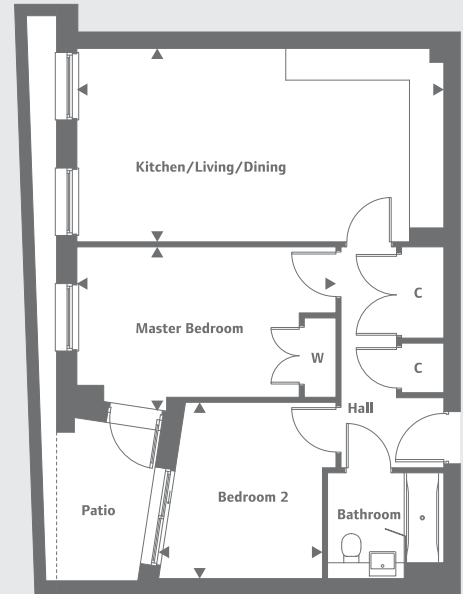 Kitchen/Living/Dining
C
Master Bedroom
W
C
Hall
Bedroom 2
Patio
Bathroom